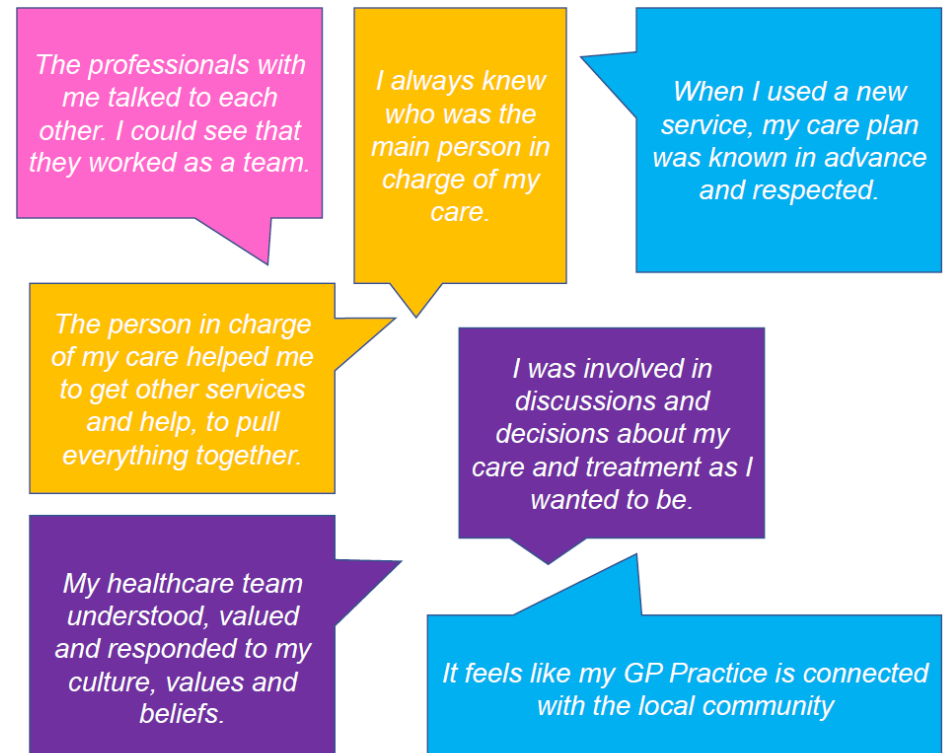 The professionals with
me talked to each
other. I could see that
they worked as a team.
I always knew
who was the
main person in
charge of my
care.
When I used a new
service, my care plan
was known in advance
and respected.
The person in charge
of my care helped me
to get other services
and help, to pull
everything together.
I was involved in
discussions and
decisions about my
care and treatment as I
wanted to be.
My healthcare team
understood, valued
and responded to my
culture, values and
beliefs.
It feels like my GP Practice is connected
with the local community